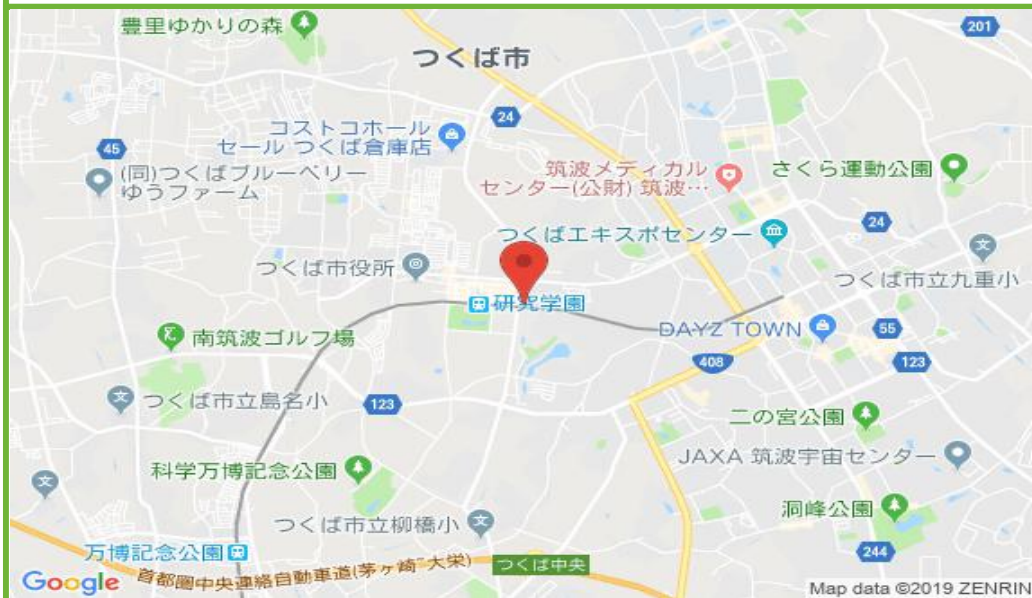 豊里ゆかりの森
201
つくば市
24
コストコホール
セール つくば倉庫店
45
(同)つくばブルーベリー
ゆうファーム
筑波メディカル
センター(公財) 筑波…
さくら運動公園
24
つくばエキスポセンター
つくば市役所
つくば市立九重小
研究学園
DAYZ TOWN
55
南筑波ゴルフ場
408
123
つくば市立島名小
123
二の宮公園
JAXA 筑波宇宙センター
科学万博記念公園
洞峰公園
つくば市立柳橋小
244
万博記念公園
首都圏中央連絡自動車道(茅ヶ崎~大栄)
つくば中央
Google
Map data ©2019 ZENRIN